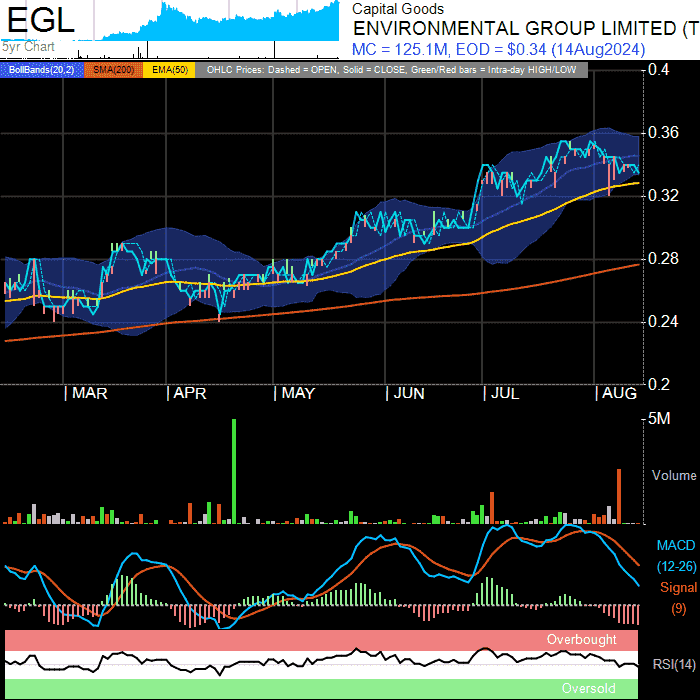 EGL
5yr Chart
Capital Goods
ENVIRONMENTAL GROUP LIMITED (T
MC = 125.1M, EOD = $0.34 (14Aug2024)
BollBands(20,2) SMA(200) EMA(50) OHLC Prices: Dashed = OPEN, Solid = CLOSE, Green/Red bars = Intra-day HIGH/LOW
0.4
0.36
0.32
0.28
0.24
0.2
MAR APR MAY JUN JUL AUG
5M
Volume
MACD
(12-26)
Signal
(9)
Overbought
RSI(14)
Oversold